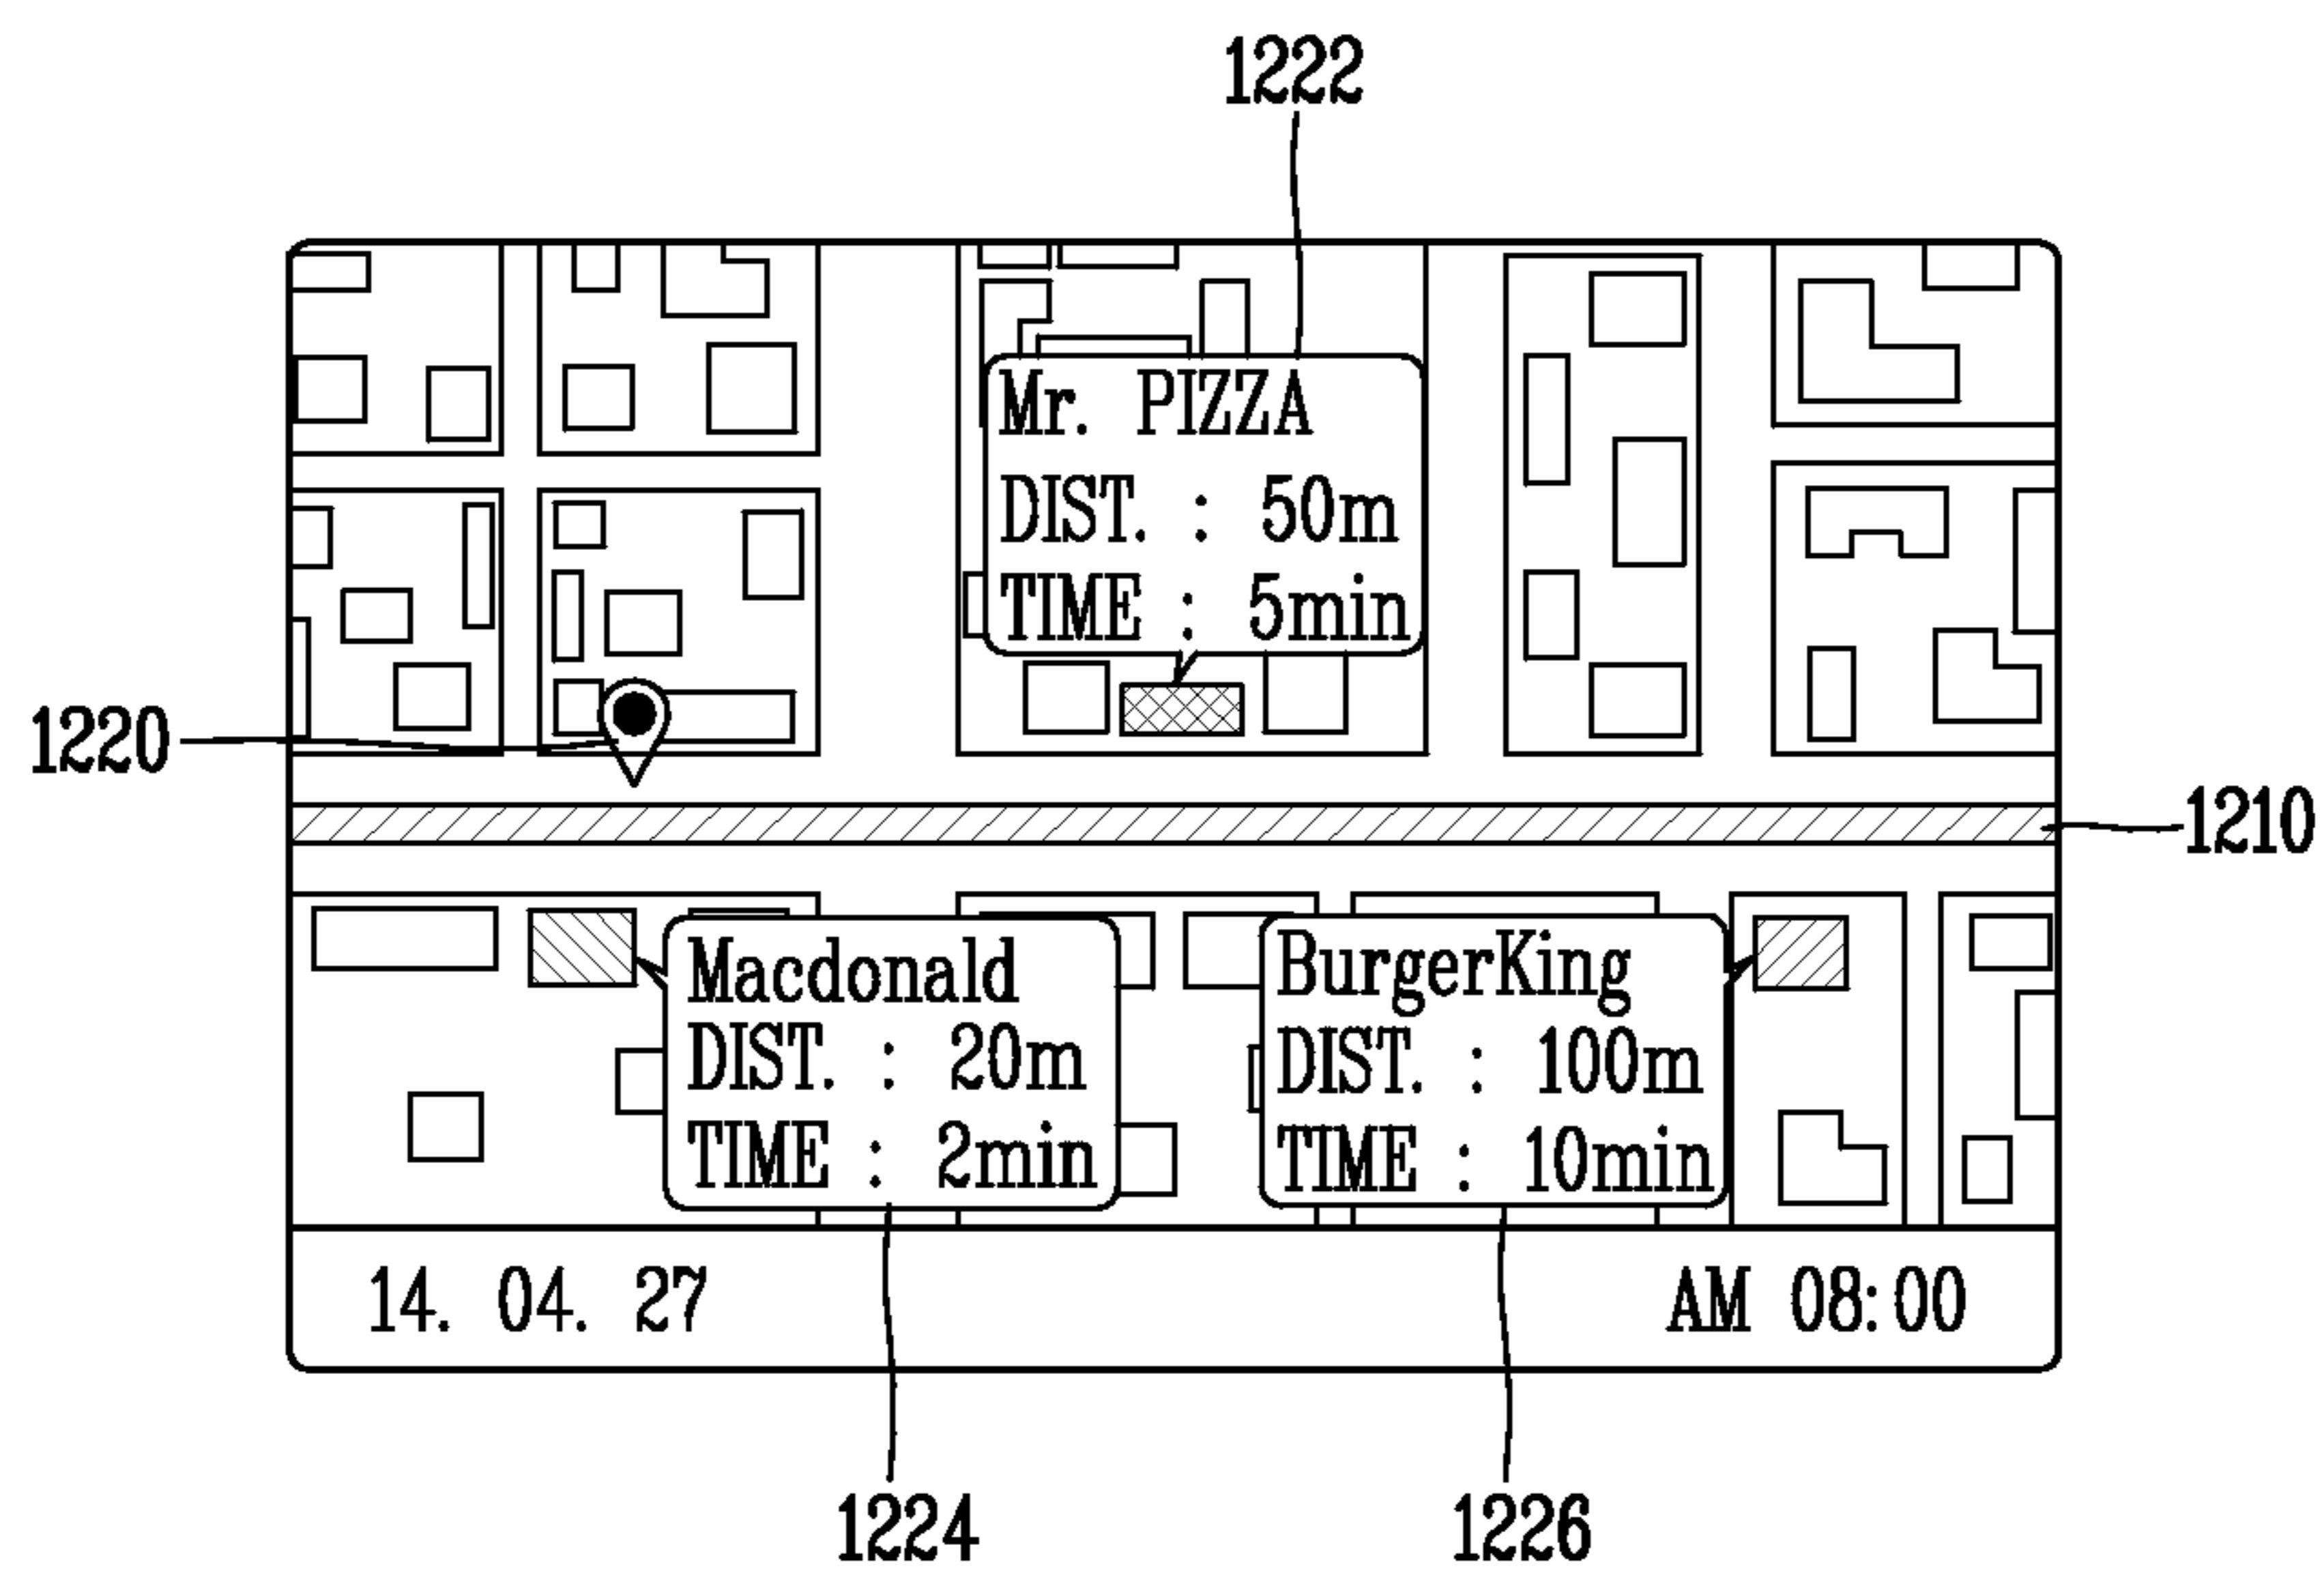 1222
Mr. PIZZA
DIST. : 50m
TIME : 5min
1220
1210
Macdonald
DIST. : 20m
TIME : 2min
BurgerKing
DIST. : 100m
TIME : 10min
14. 04. 27
AM 08:00
1224
1226